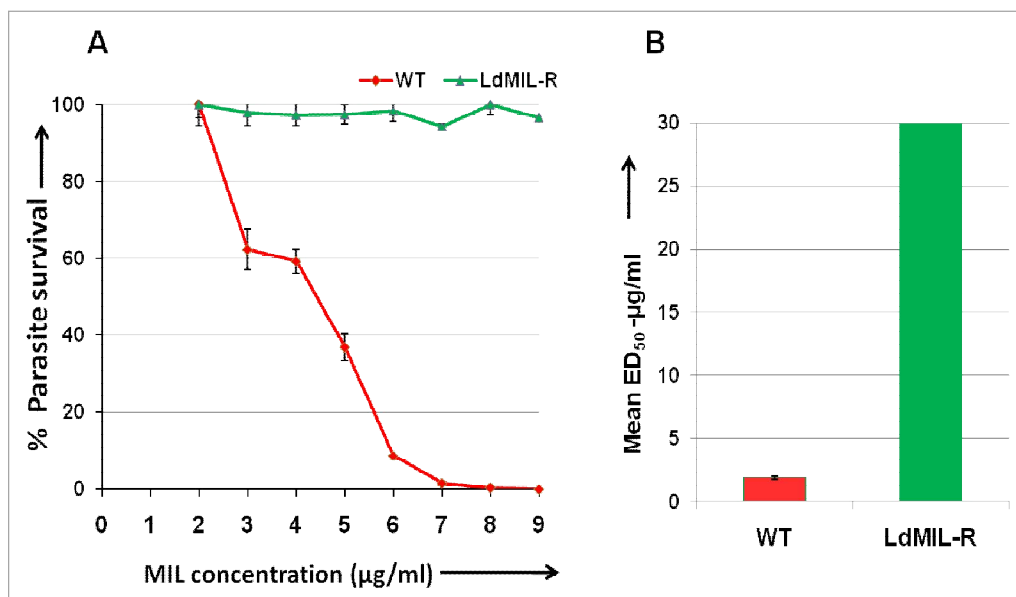 A
WT LdMIL-R
% Parasite survival
100
80
60
40
20
0
0 1 2 3 4 5 6 7 8 9
MIL concentration (µg/ml)
B
Mean ED₅₀ -µg/ml
30
25
20
15
10
5
0
WT LdMIL-R